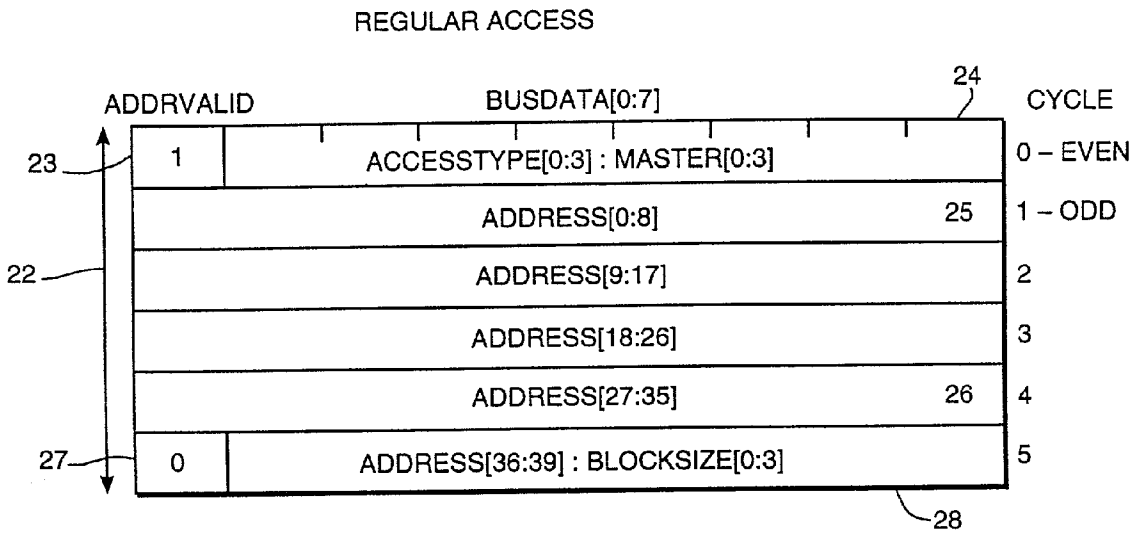 REGULAR ACCESS
24
ADDRVALID BUSDATA[0:7] CYCLE
23 1 ACCESSTYPE[0:3] : MASTER[0:3] 0 – EVEN
ADDRESS[0:8] 25 1 – ODD
22 ADDRESS[9:17] 2
ADDRESS[18:26] 3
ADDRESS[27:35] 26 4
27 0 ADDRESS[36:39] : BLOCKSIZE[0:3] 5
28